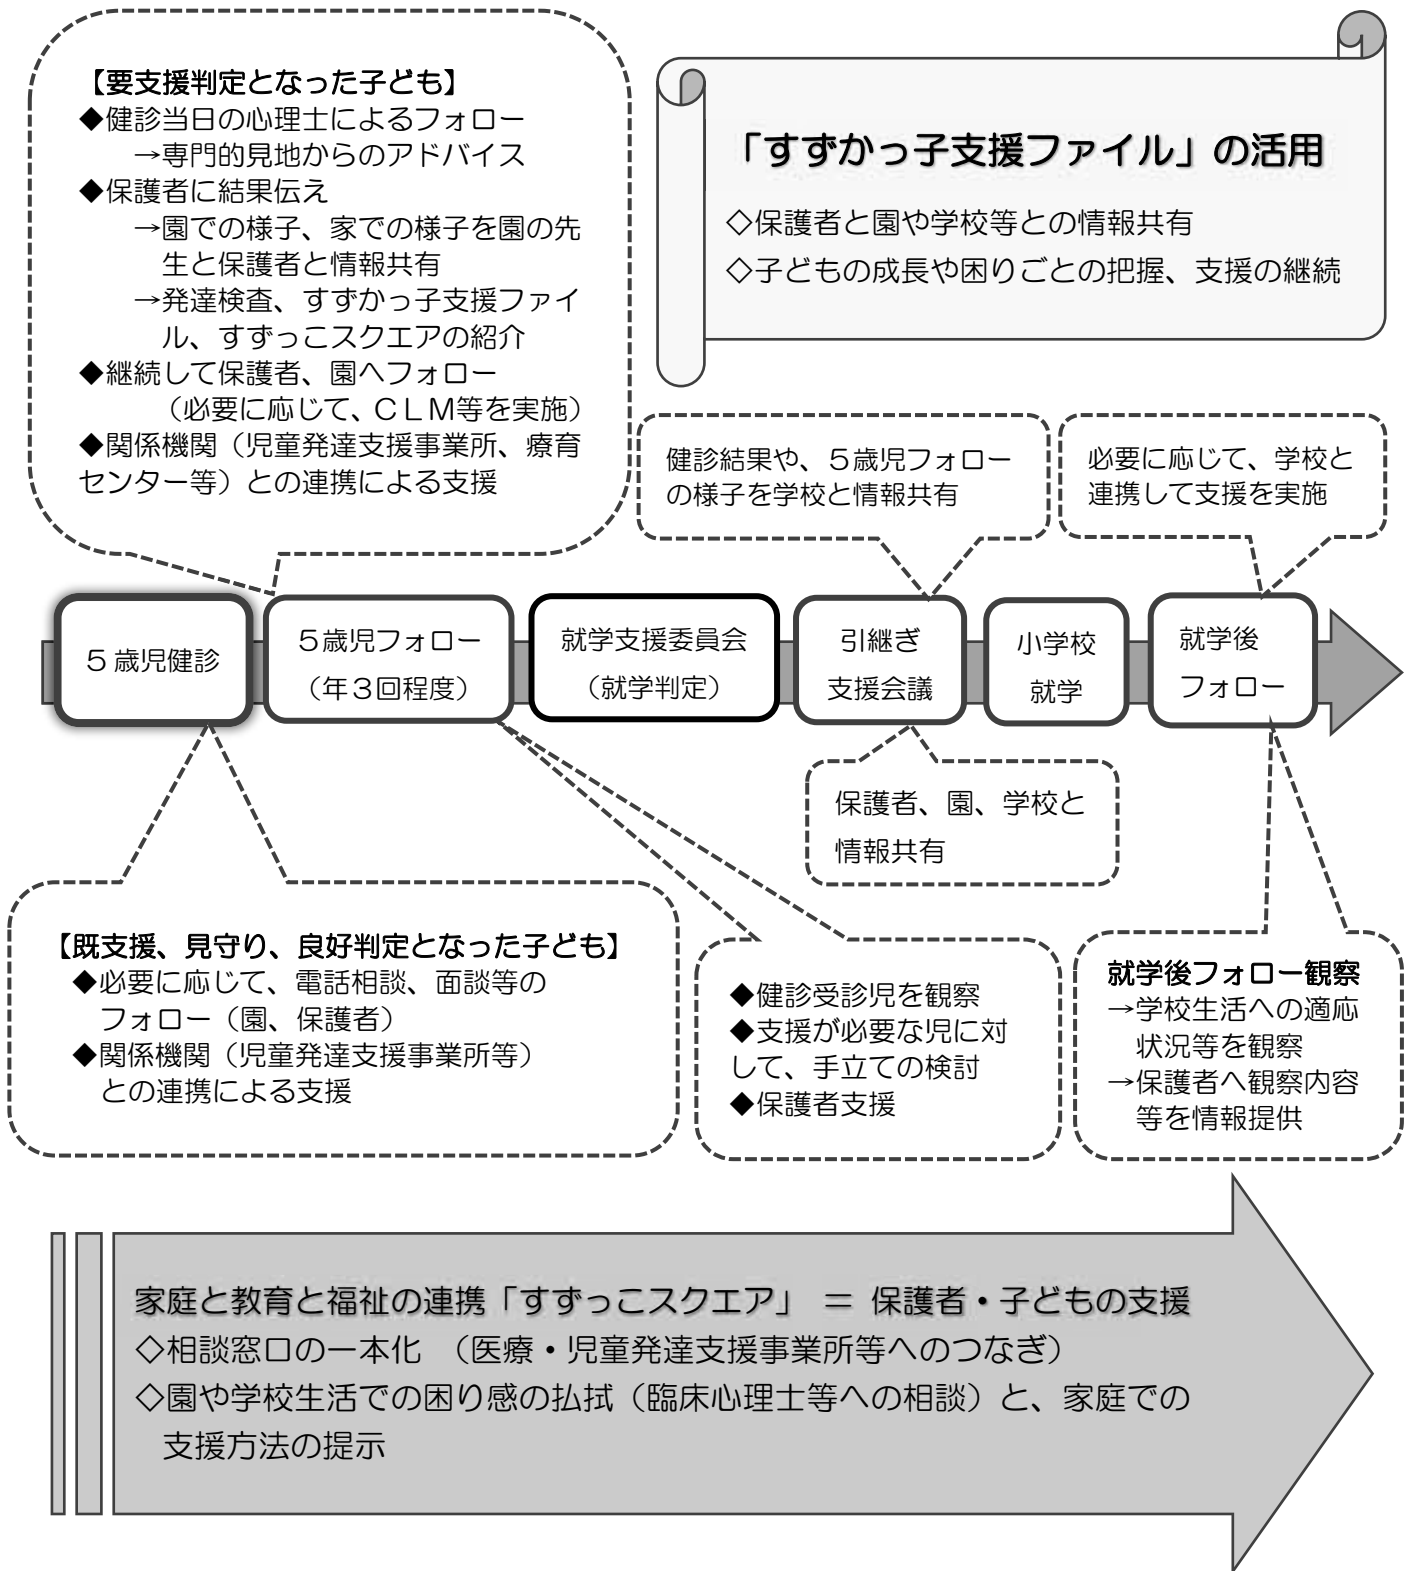 【要支援判定となった子ども】
◆健診当日の心理士によるフォロー
→専門的見地からのアドバイス
◆保護者に結果伝え
→園での様子、家での様子を園の先
生と保護者と情報共有
→発達検査、すずかっ子支援ファイ
ル、すずっこスクエアの紹介
◆継続して保護者、園へフォロー
（必要に応じて、ＣＬＭ等を実施）
◆関係機関（児童発達支援事業所、療育
センター等）との連携による支援
「すずかっ子支援ファイル」の活用
◇保護者と園や学校等との情報共有
◇子どもの成長や困りごとの把握、支援の継続
健診結果や、５歳児フォロー
の様子を学校と情報共有
必要に応じて、学校と
連携して支援を実施
５歳児健診
５歳児フォロー
（年３回程度）
就学支援委員会
（就学判定）
引継ぎ
支援会議
小学校
就学
就学後
フォロー
保護者、園、学校と
情報共有
【既支援、見守り、良好判定となった子ども】
◆必要に応じて、電話相談、面談等の
フォロー（園、保護者）
◆関係機関（児童発達支援事業所等）
との連携による支援
◆健診受診児を観察
◆支援が必要な児に対
して、手立ての検討
◆保護者支援
就学後フォロー観察
→学校生活への適応
状況等を観察
→保護者へ観察内容
等を情報提供
家庭と教育と福祉の連携「すずっこスクエア」 ＝ 保護者・子どもの支援
◇相談窓口の一本化 （医療・児童発達支援事業所等へのつなぎ）
◇園や学校生活での困り感の払拭（臨床心理士等への相談）と、家庭での
支援方法の提示